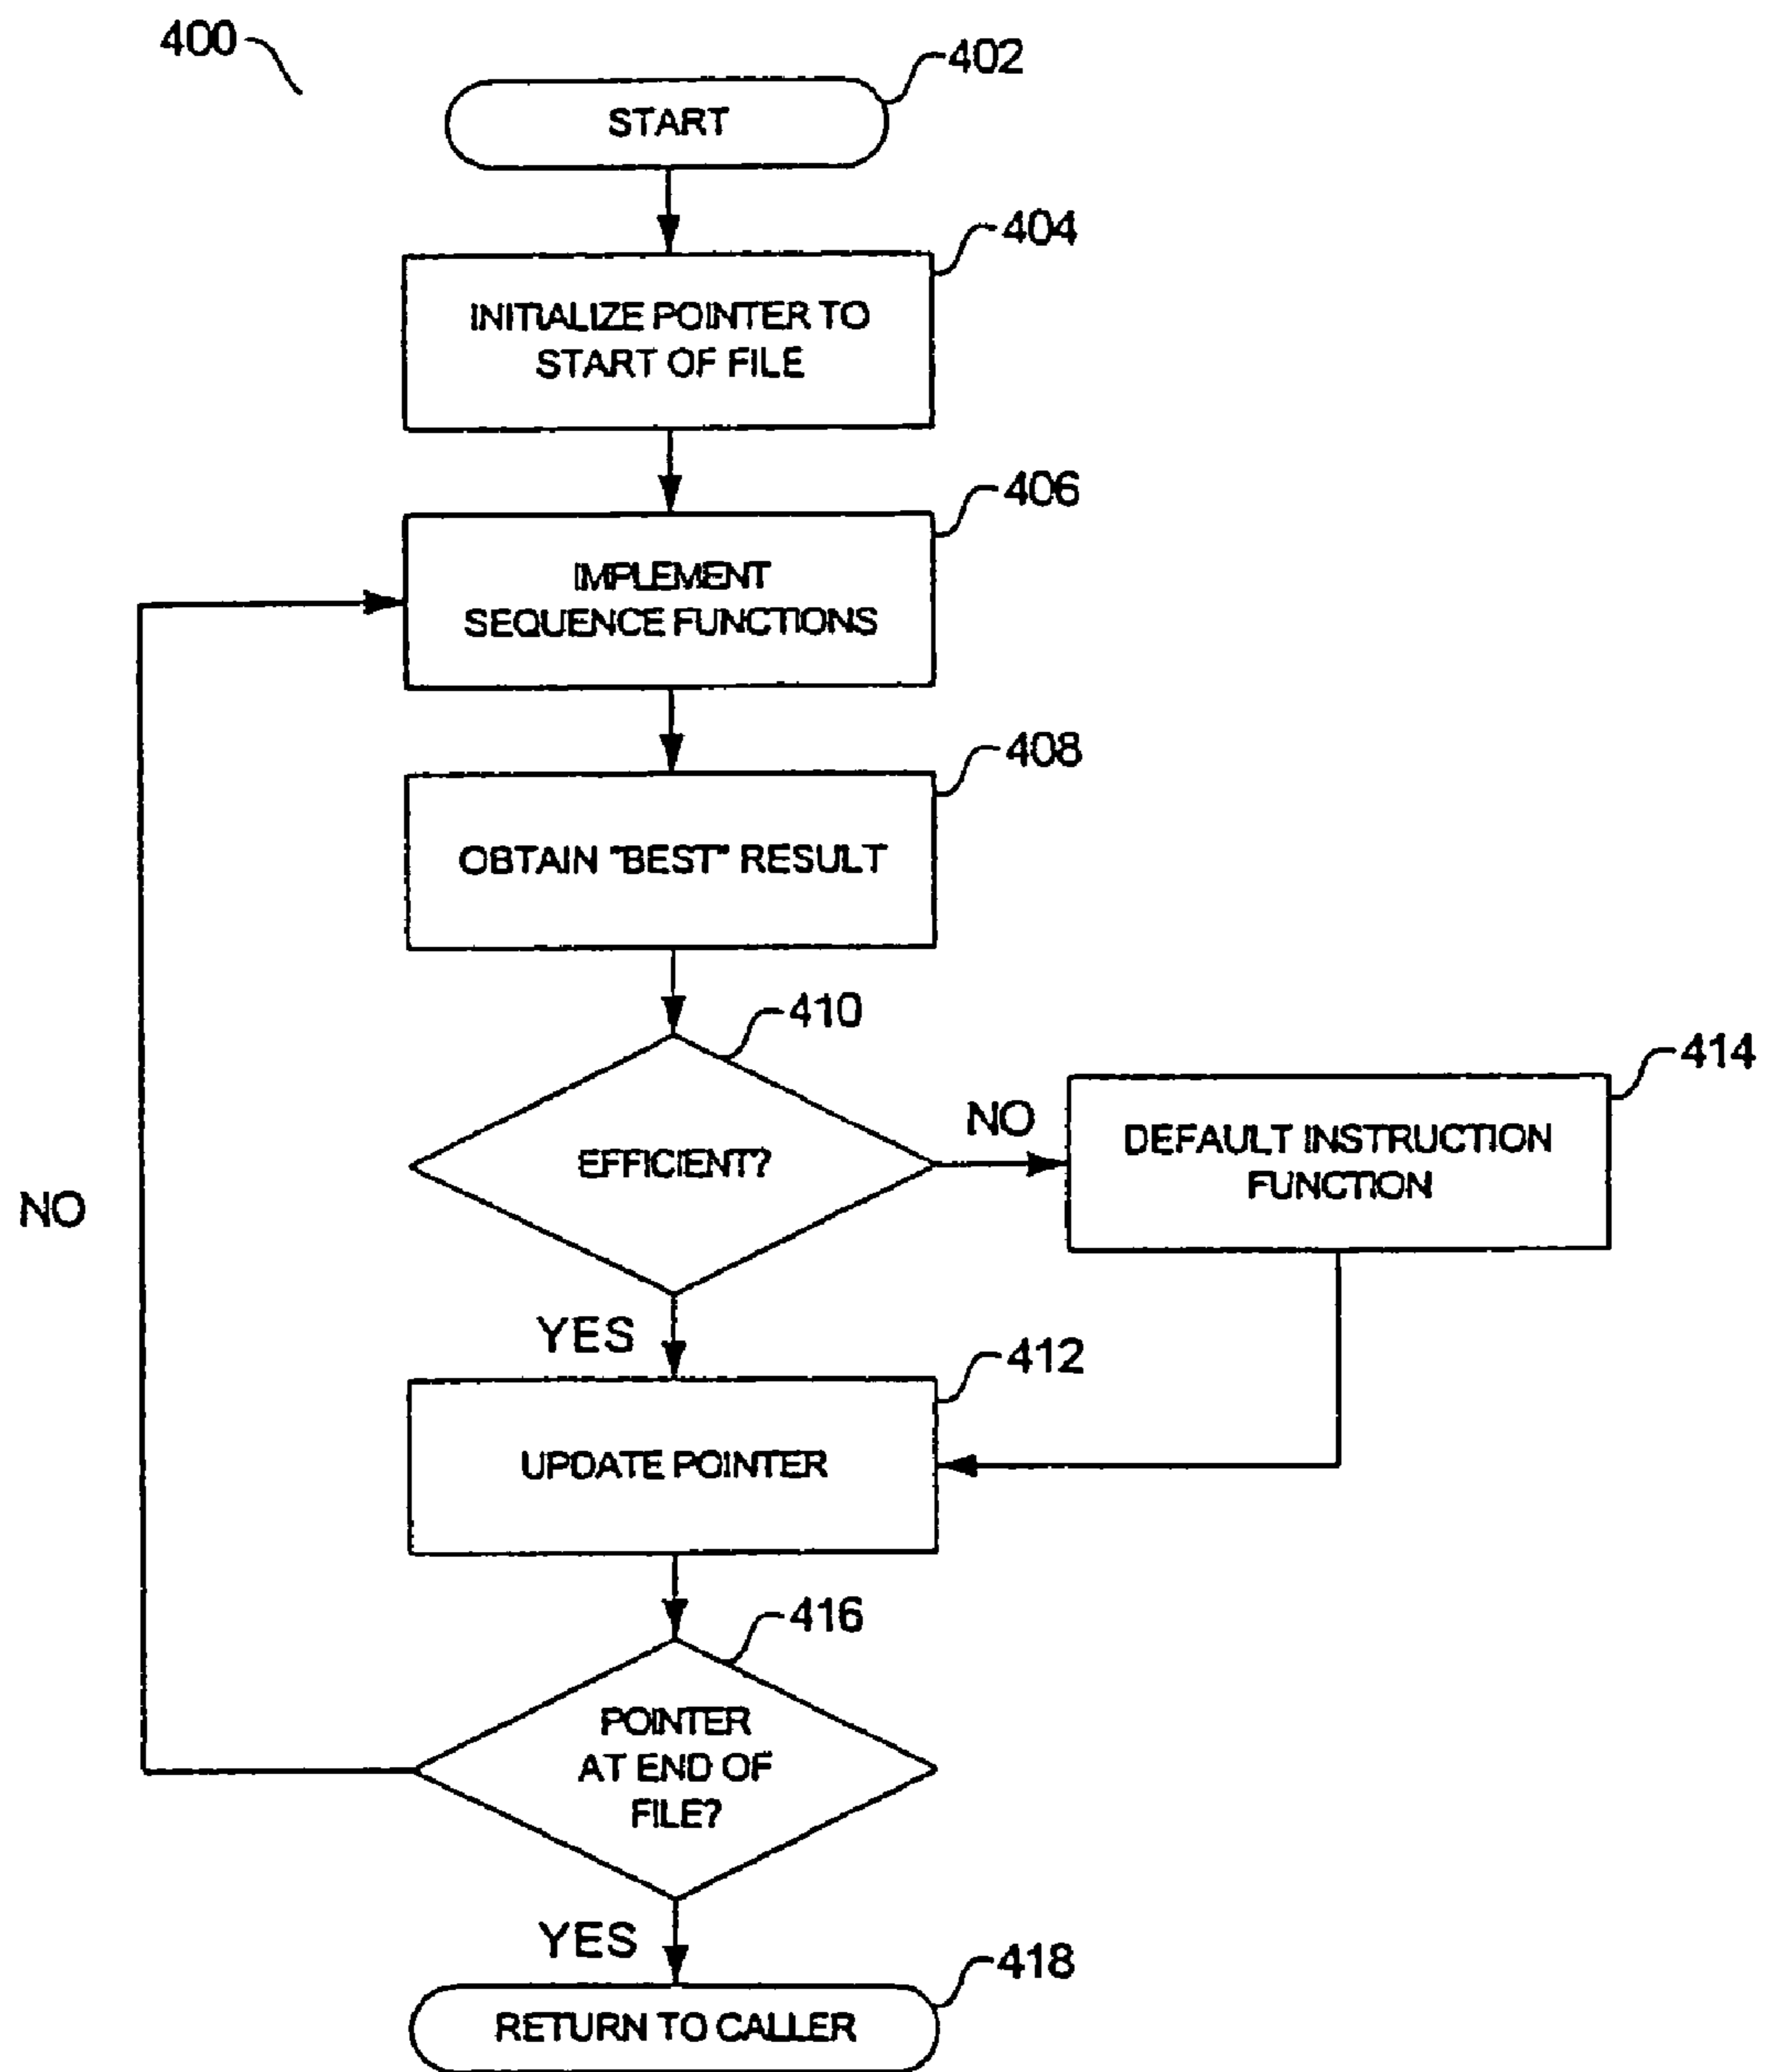 400
402
START
404
INITIALIZE POINTER TO
START OF FILE
406
IMPLEMENT
SEQUENCE FUNCTIONS
408
OBTAIN "BEST" RESULT
410
EFFICIENT?
NO
414
DEFAULT INSTRUCTION
FUNCTION
NO
YES
412
UPDATE POINTER
416
POINTER
AT END OF
FILE?
YES
418
RETURN TO CALLER